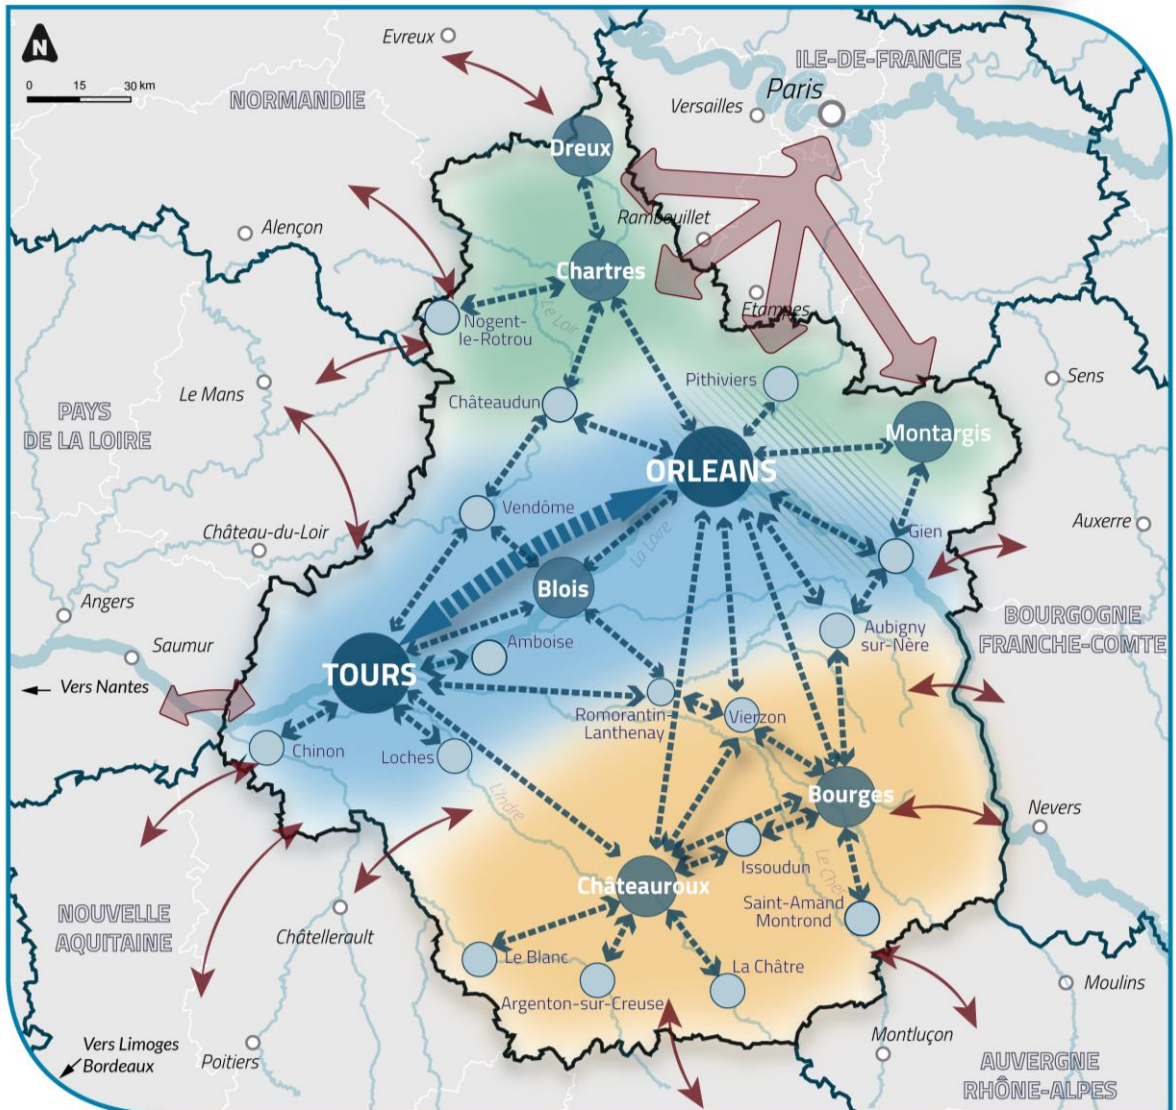 Evreux
ILE-DE-FRANCE
N
0 15 30 km
Paris
NORMANDIE
Versailles
Dreux
Rambouillet
Alençon
Chartres
Etampes
Le Loir
Nogent-
le-Rotrou
Sens
Le Mans
Pithiviers
Châteaudun
PAYS
DE LA LOIRE
Montargis
ORLEANS
Vendôme
Auxerre
Château-du-Loir
Gien
La Loire
Blois
Angers
BOURGOGNE
FRANCHE-COMTE
Amboise
Aubigny
sur-Nère
Saumur
TOURS
Vers Nantes
Romorantin-
Lanthenay
Vierzon
Chinon
Loches
L'Indre
Bourges
Nevers
Issoudun
Le Cher
Châteauroux
Saint-Amand
Montrond
NOUVELLE
AQUITAINE
Châtellerault
Le Blanc
La Châtre
Moulins
Argenton-sur-Creuse
Montluçon
Vers Limoges
Bordeaux
Poitiers
AUVERGNE
RHÔNE-ALPES